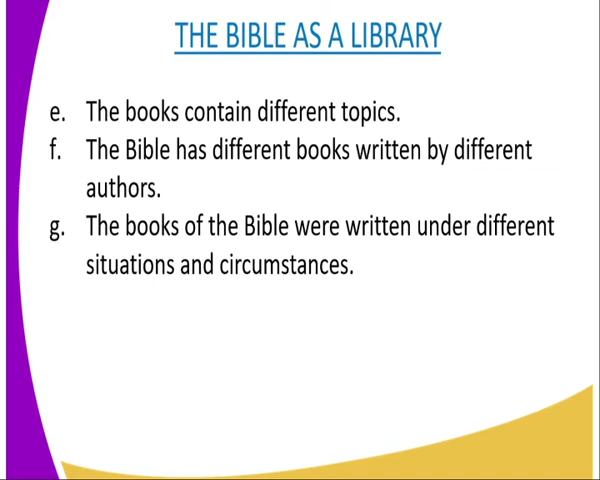 THE BIBLE AS A LIBRARY
e. The books contain different topics.
f. The Bible has different books written by different
authors.
g. The books of the Bible were written under different
situations and circumstances.